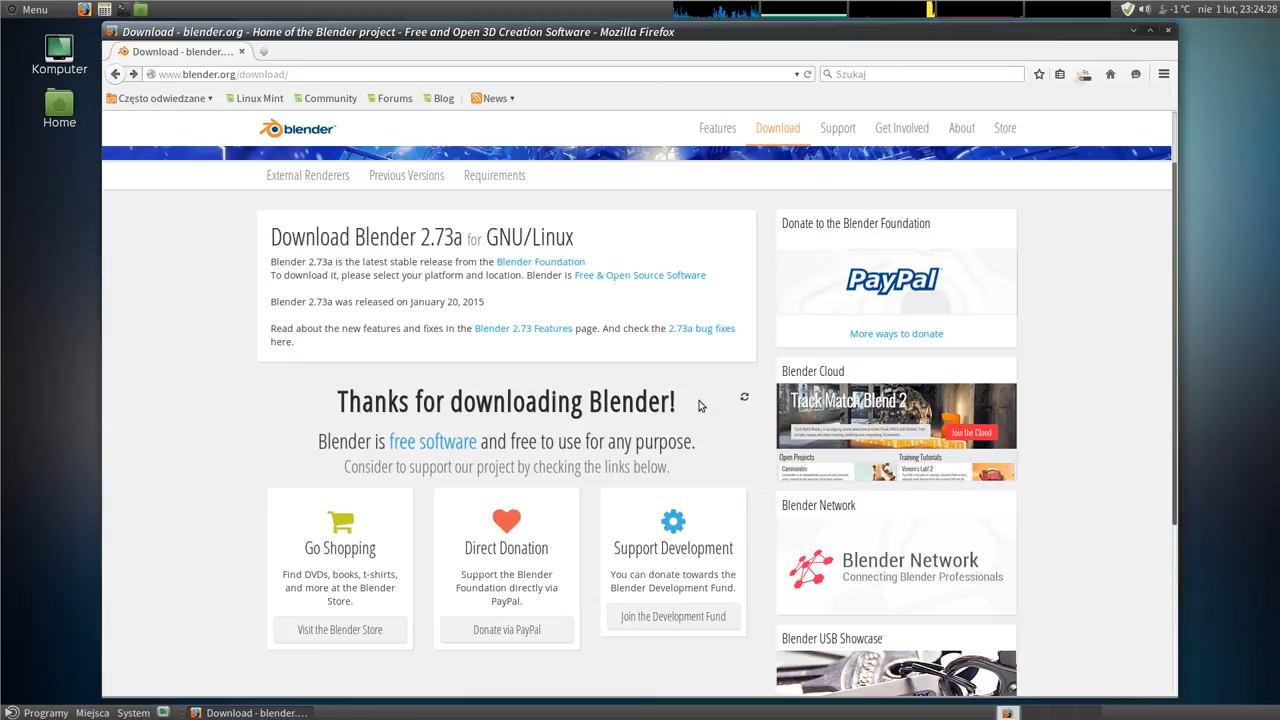 Menu
-1 °C
nie 1 lut, 23:24:28
Download - blender.org - Home of the Blender project - Free and Open 3D Creation Software - Mozilla Firefox
Komputer
Home
Download - blender....
www.blender.org/download/
Szukaj
Często odwiedzane
Linux Mint
Community
Forums
Blog
News
blender
Features
Download
Support
Get Involved
About
Store
External Renderers
Previous Versions
Requirements
Download Blender 2.73a for GNU/Linux
Blender 2.73a is the latest stable release from the Blender Foundation
To download it, please select your platform and location. Blender is Free & Open Source Software
Blender 2.73a was released on January 20, 2015
Read about the new features and fixes in the Blender 2.73 Features page. And check the 2.73a bug fixes
here.
Thanks for downloading Blender!
Blender is free software and free to use for any purpose.
Consider to support our project by checking the links below.
Go Shopping
Find DVDs, books, t-shirts,
and more at the Blender
Store.
Visit the Blender Store
Direct Donation
Support the Blender
Foundation directly via
PayPal.
Donate via PayPal
Support Development
You can donate towards the
Blender Development Fund.
Join the Development Fund
Donate to the Blender Foundation
PayPal
More ways to donate
Blender Cloud
Track Match Blend 2
Join the Cloud
Open Projects
Training Tutorials
Caminandes
Venom's Lab! 2
Blender Network
Blender Network
Connecting Blender Professionals
Blender USB Showcase
Programy
Miejsca
System
Download - blender....